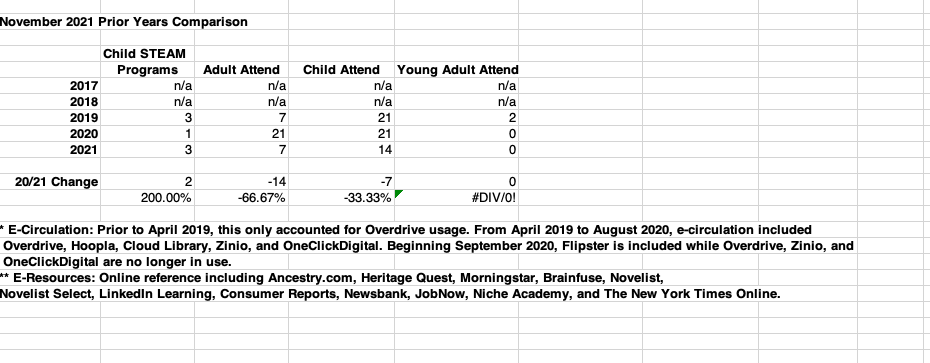 November 2021 Prior Years Comparison
Child STEAM
Programs Adult Attend Child Attend Young Adult Attend
2017 n/a n/a n/a n/a
2018 n/a n/a n/a n/a
2019 3 7 21 2
2020 1 21 21 0
2021 3 7 14 0
20/21 Change 2 -14 -7 0
200.00% -66.67% -33.33% #DIV/0!
* E-Circulation: Prior to April 2019, this only accounted for Overdrive usage. From April 2019 to August 2020, e-circulation included
Overdrive, Hoopla, Cloud Library, Zinio, and OneClickDigital. Beginning September 2020, Flipster is included while Overdrive, Zinio, and
OneClickDigital are no longer in use.
** E-Resources: Online reference including Ancestry.com, Heritage Quest, Morningstar, Brainfuse, Novelist,
Novelist Select, LinkedIn Learning, Consumer Reports, Newsbank, JobNow, Niche Academy, and The New York Times Online.